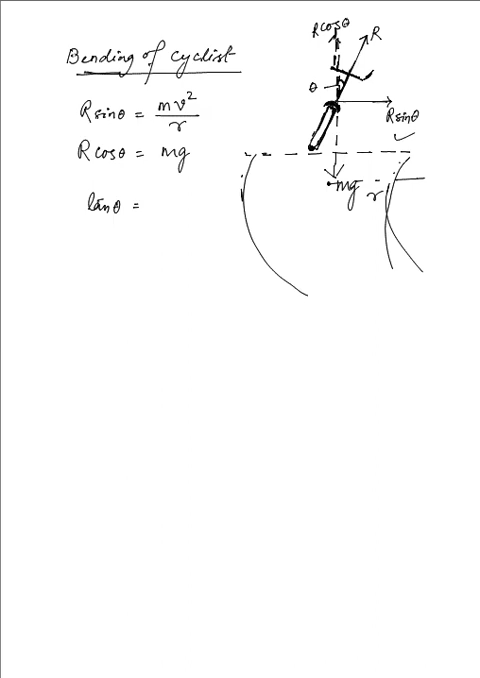 Bending of cyclist
R sinθ = mv²/r
R cosθ = mg
tanθ =
R cosθ
R
θ
R sinθ
mg
r